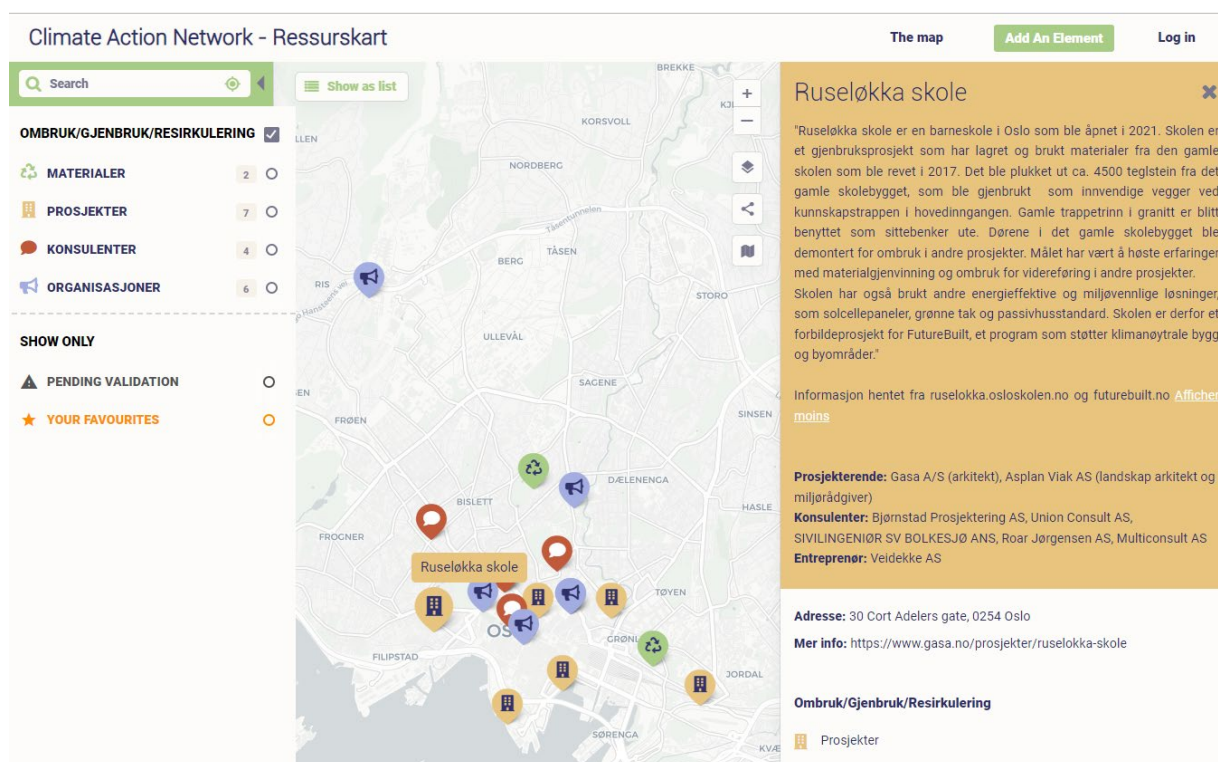 Climate Action Network - Ressurskart
The map
Add An Element
Log in
Search
OMBRUK/GJENBRUK/RESIRKULERING
MATERIALER 2
PROSJEKTER 7
KONSULENTER 4
ORGANISASJONER 6
SHOW ONLY
PENDING VALIDATION
YOUR FAVOURITES
Show as list
BREKKE
KJ
KORSVOLL
LLEN
NORDBERG
Tåsentunnelen
TÅSEN
BERG
RIS
STORO
ULLEVÅL
SAGENE
EN
FRØEN
SINSEN
DÆLENENGA
BISLETT
HASLE
FROGNER
Ruseløkka skole
TØYEN
OS
GRØNL
FILIPSTAD
JORDAL
SØRENGA
KVÆ
+
−
Ruseløkka skole
"Ruseløkka skole er en barneskole i Oslo som ble åpnet i 2021. Skolen er
et gjenbruksprosjekt som har lagret og brukt materialer fra den gamle
skolen som ble revet i 2017. Det ble plukket ut ca. 4500 teglstein fra det
gamle skolebygget, som ble gjenbrukt som innvendige vegger ved
kunnskapstrappen i hovedinngangen. Gamle trappetrinn i granitt er blitt
benyttet som sittebenker ute. Dørene i det gamle skolebygget ble
demontert for ombruk i andre prosjekter. Målet har vært å høste erfaringer
med materialgjenvinning og ombruk for videreføring i andre prosjekter.
Skolen har også brukt andre energieffektive og miljøvennlige løsninger,
som solcellepaneler, grønne tak og passivhusstandard. Skolen er derfor et
forbildeprosjekt for FutureBuilt, et program som støtter klimanøytrale bygg
og byområder."
Informasjon hentet fra ruselokka.osloskolen.no og futurebuilt.no Afficher
moins
Prosjekterende: Gasa A/S (arkitekt), Asplan Viak AS (landskap arkitekt og
miljørådgiver)
Konsulenter: Bjørnstad Prosjektering AS, Union Consult AS,
SIVILINGENIØR SV BOLKESJØ ANS, Roar Jørgensen AS, Multiconsult AS
Entreprenør: Veidekke AS
Adresse: 30 Cort Adelers gate, 0254 Oslo
Mer info: https://www.gasa.no/prosjekter/ruselokka-skole
Ombruk/Gjenbruk/Resirkulering
Prosjekter